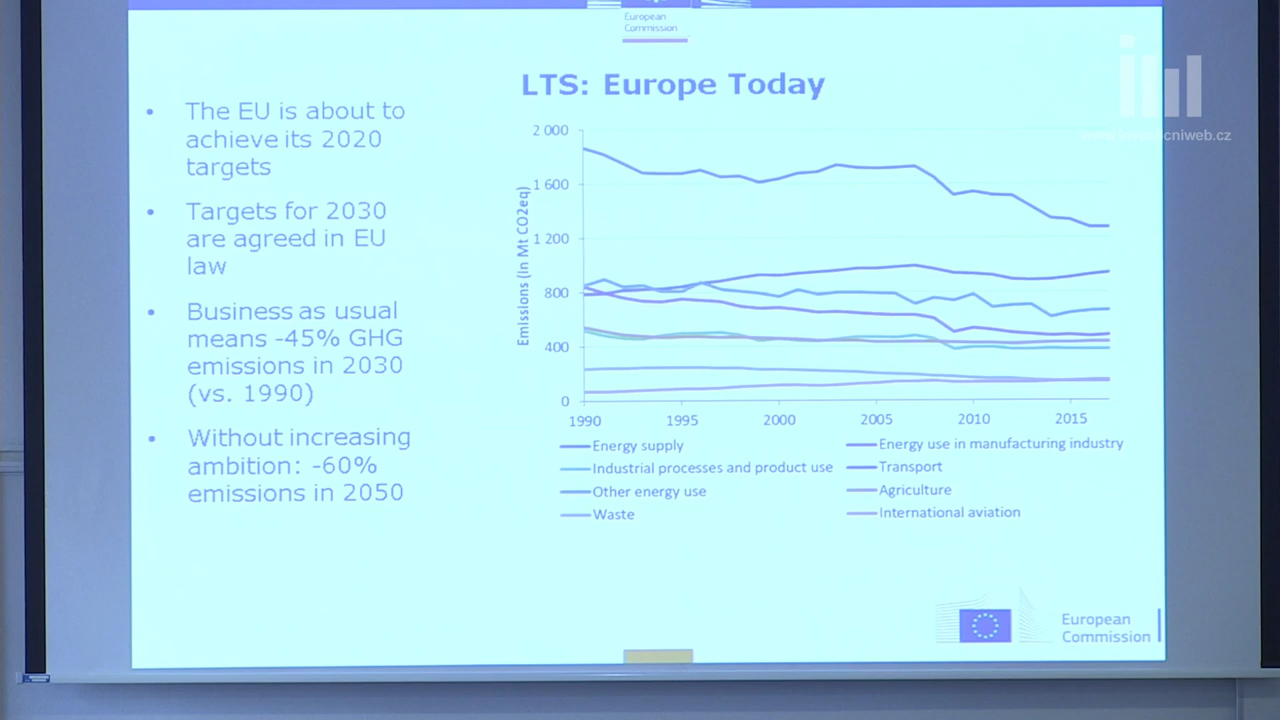 European
Commission
LTS: Europe Today
• The EU is about to
achieve its 2020
targets
• Targets for 2030
are agreed in EU
law
• Business as usual
means -45% GHG
emissions in 2030
(vs. 1990)
• Without increasing
ambition: -60%
emissions in 2050
Emissions (in Mt CO2eq)
2 000
1 600
1 200
800
400
0
1990 1995 2000 2005 2010 2015
Energy supply
Energy use in manufacturing industry
Industrial processes and product use
Transport
Other energy use
Agriculture
Waste
International aviation
European
Commission